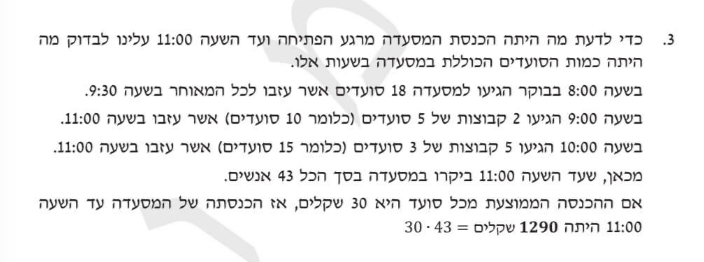 3. כדי לדעת מה היתה הכנסת המסעדה מרגע הפתיחה ועד השעה 11:00 עלינו לבדוק מה
היתה כמות הסועדים הכוללת במסעדה בשעות אלו.
בשעה 8:00 בבוקר הגיעו למסעדה 18 סועדים אשר עזבו לכל המאוחר בשעה 9:30.
בשעה 9:00 הגיעו 2 קבוצות של 5 סועדים (כלומר 10 סועדים) אשר עזבו בשעה 11:00.
בשעה 10:00 הגיעו 5 קבוצות של 3 סועדים (כלומר 15 סועדים) אשר עזבו בשעה 11:00.
מכאן, שעד השעה 11:00 ביקרו במסעדה בסך הכל 43 אנשים.
אם ההכנסה הממוצעת מכל סועד היא 30 שקלים, אז הכנסתה של המסעדה עד השעה
11:00 היתה 1290 שקלים = 43 · 30